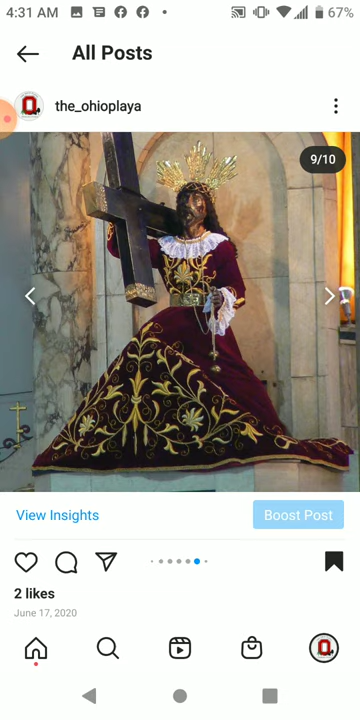 4:31 AM
67%
All Posts
the_ohioplaya
9/10
View Insights
Boost Post
2 likes
June 17, 2020